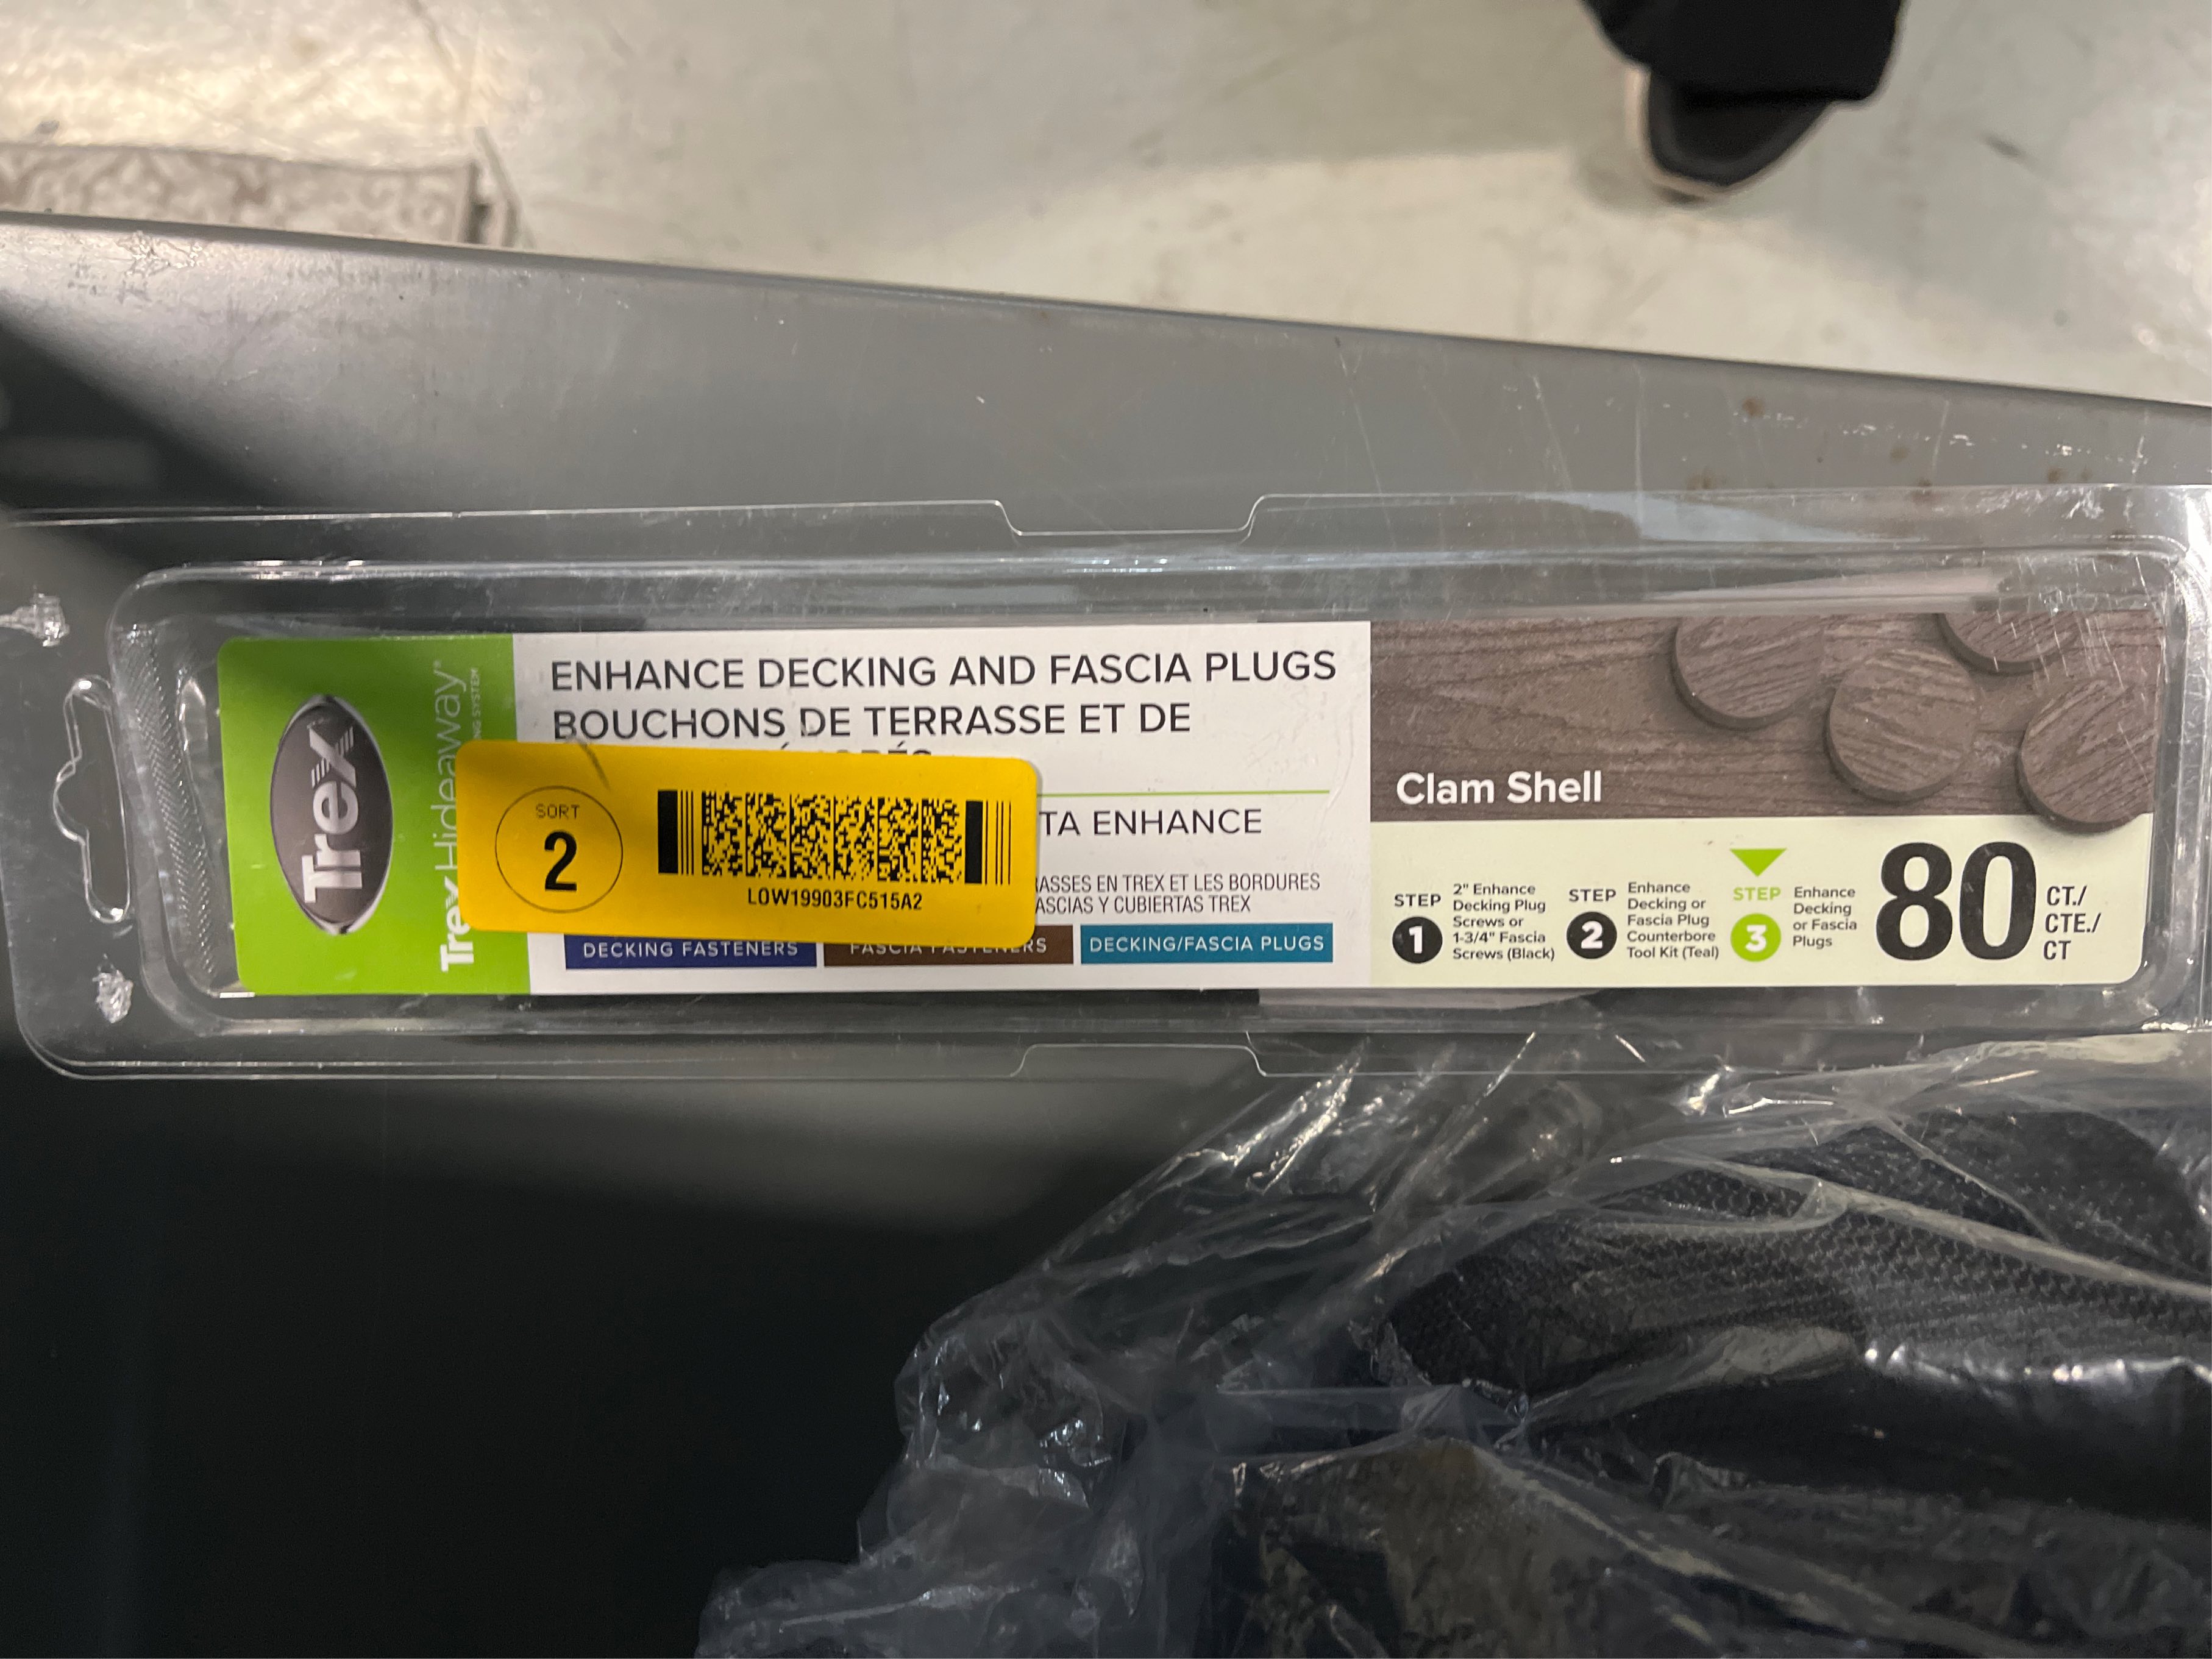 Trex
Trex Hideaway
ENHANCE DECKING AND FASCIA PLUGS
BOUCHONS DE TERRASSE ET DE
TA ENHANCE
ASSES EN TREX ET LES BORDURES
ASCIAS Y CUBIERTAS TREX
DECKING FASTENERS
FASCIA FASTENERS
DECKING/FASCIA PLUGS
SORT
2
LOW19903FC515A2
Clam Shell
STEP
1
2" Enhance
Decking Plug
Screws or
1-3/4" Fascia
Screws (Black)
STEP
2
Enhance
Decking or
Fascia Plug
Counterbore
Tool Kit (Teal)
STEP
3
Enhance
Decking
or Fascia
Plugs
80
CT./
CTE./
CT